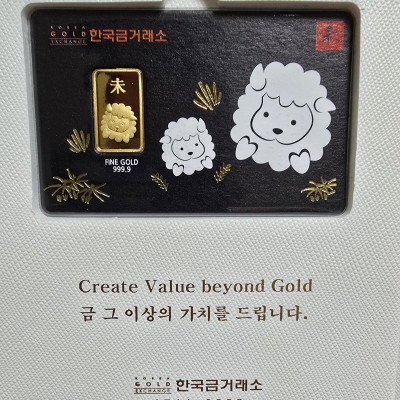 KOREA
GOLD 한국금거래소
EXCHANGE
未
FINE GOLD
999.9
Create Value beyond Gold
금 그 이상의 가치를 드립니다.
KOREA
GOLD 한국금거래소
EXCHANGE